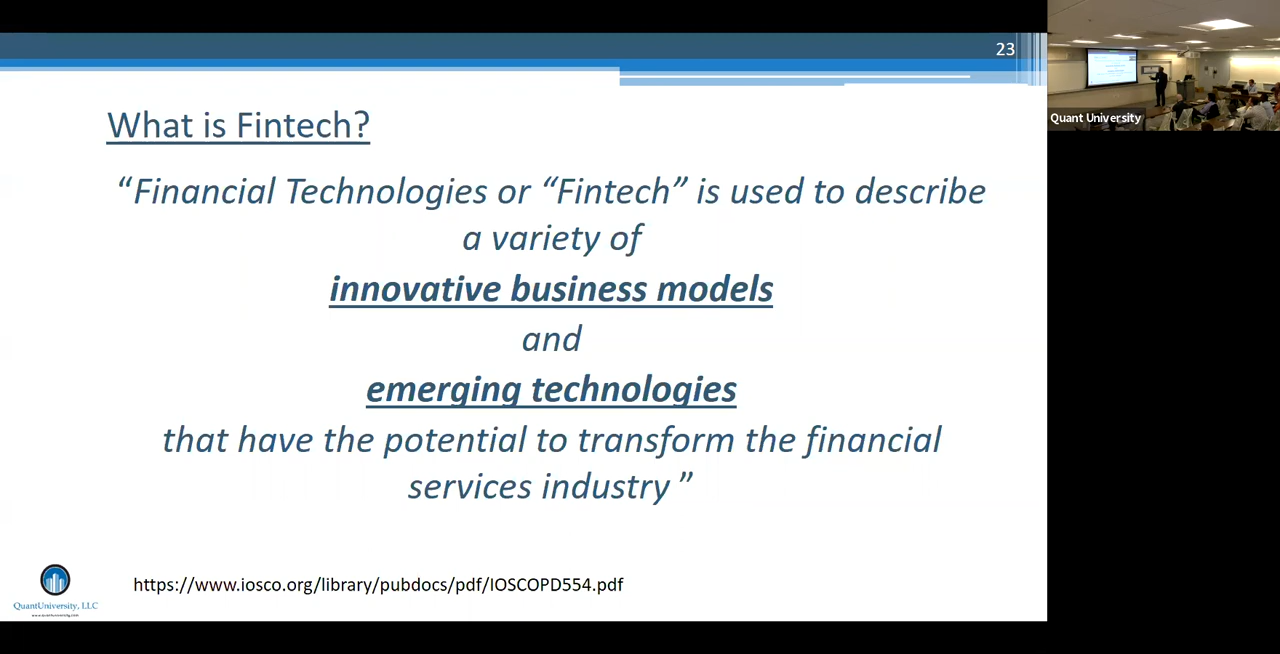 23
What is Fintech?
“Financial Technologies or “Fintech” is used to describe
a variety of
innovative business models
and
emerging technologies
that have the potential to transform the financial
services industry ”
https://www.iosco.org/library/pubdocs/pdf/IOSCOPD554.pdf
QuantUniversity, LLC
Quant University